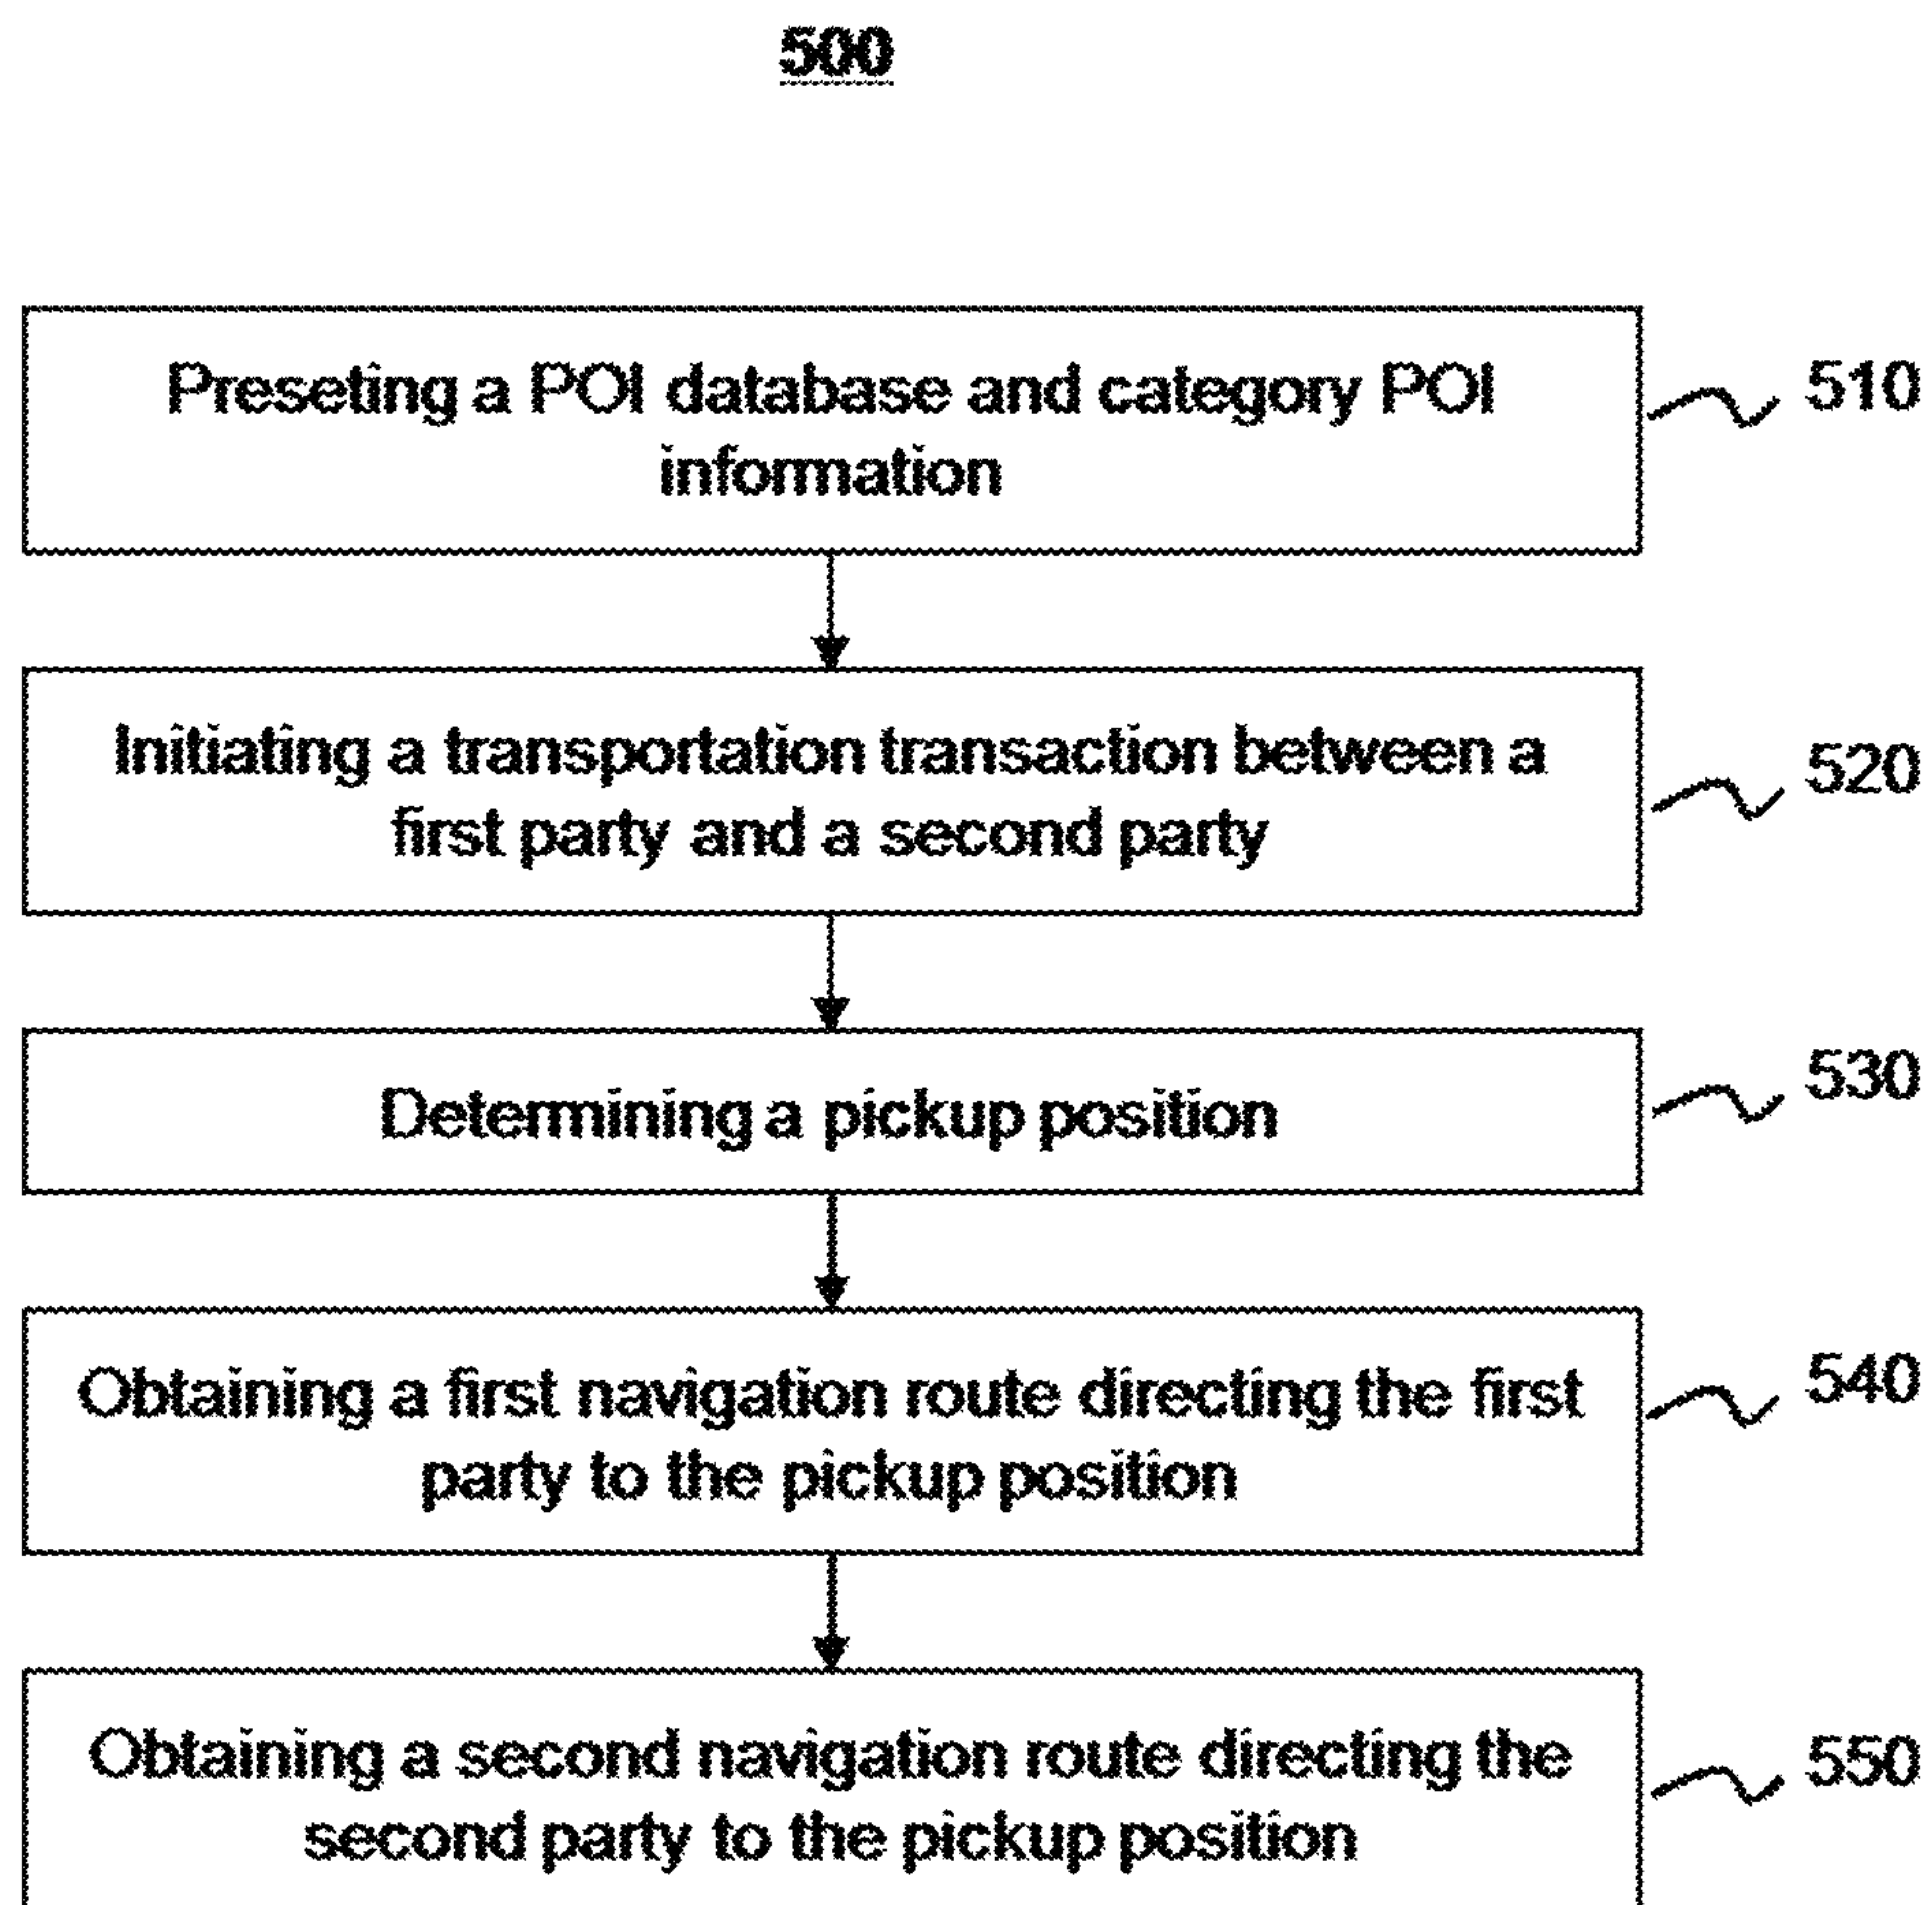 500
Preseting a POI database and category POI
information
510
Initiating a transportation transaction between a
first party and a second party
520
Determining a pickup position
530
Obtaining a first navigation route directing the first
party to the pickup position
540
Obtaining a second navigation route directing the
second party to the pickup position
550